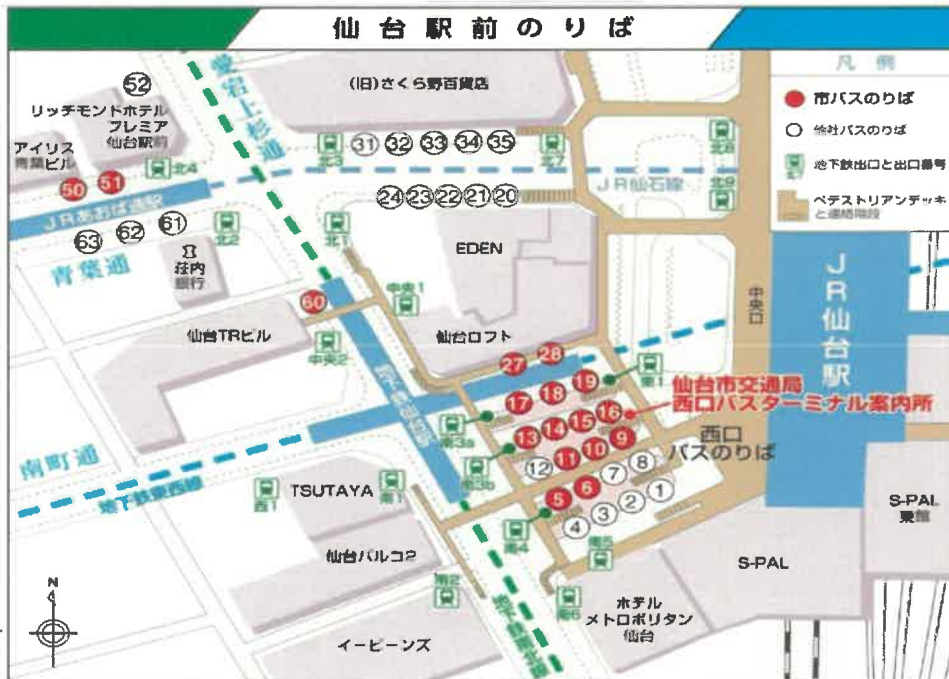 仙台駅前のりば
凡例
市バスのりば
他社バスのりば
地下鉄出口と出口番号
北7
ペデストリアンデッキ
と連絡階段
52
リッチモンドホテル
プレミア
仙台駅前
アイリス
青葉ビル
50
51
北4
愛宕上杉通
(旧)さくら野百貨店
北3
31
32
33
34
35
北7
北8
JR仙石線
北9
24
23
22
21
20
JRあおば通駅
63
62
61
北2
北1
青葉通
荘内
銀行
EDEN
中央1
60
仙台TRビル
中央2
仙台ロフト
中央口
JR仙台駅
27
28
17
18
19
南1
仙台市交通局
西口バスターミナル案内所
南3a
13
14
15
16
西口
バスのりば
南3b
12
11
10
9
南町通
地下鉄東西線
西1
TSUTAYA
南1
5
6
7
8
4
3
2
1
南4
南5
仙台パルコ2
南2
南6
イービーンズ
ホテル
メトロポリタン
仙台
S-PAL
S-PAL
東館
N